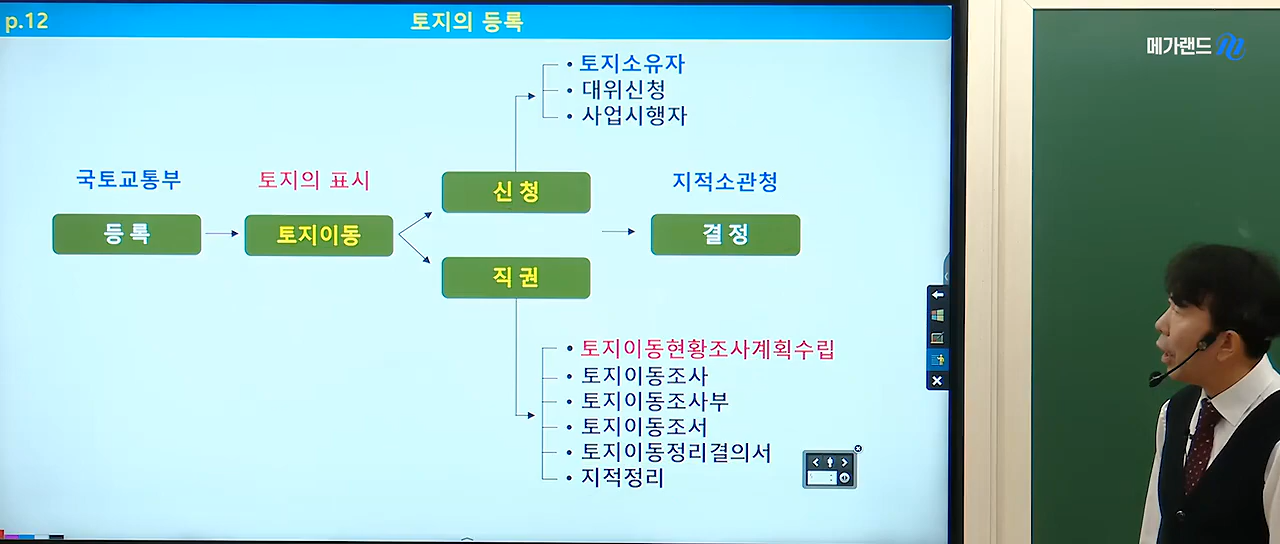 p.12
토지의 등록
메가랜드
• 토지소유자
• 대위신청
• 사업시행자
국토교통부
토지의 표시
신 청
지적소관청
등 록
토지이동
결 정
직 권
• 토지이동현황조사계획수립
• 토지이동조사
• 토지이동조사부
• 토지이동조서
• 토지이동정리결의서
• 지적정리